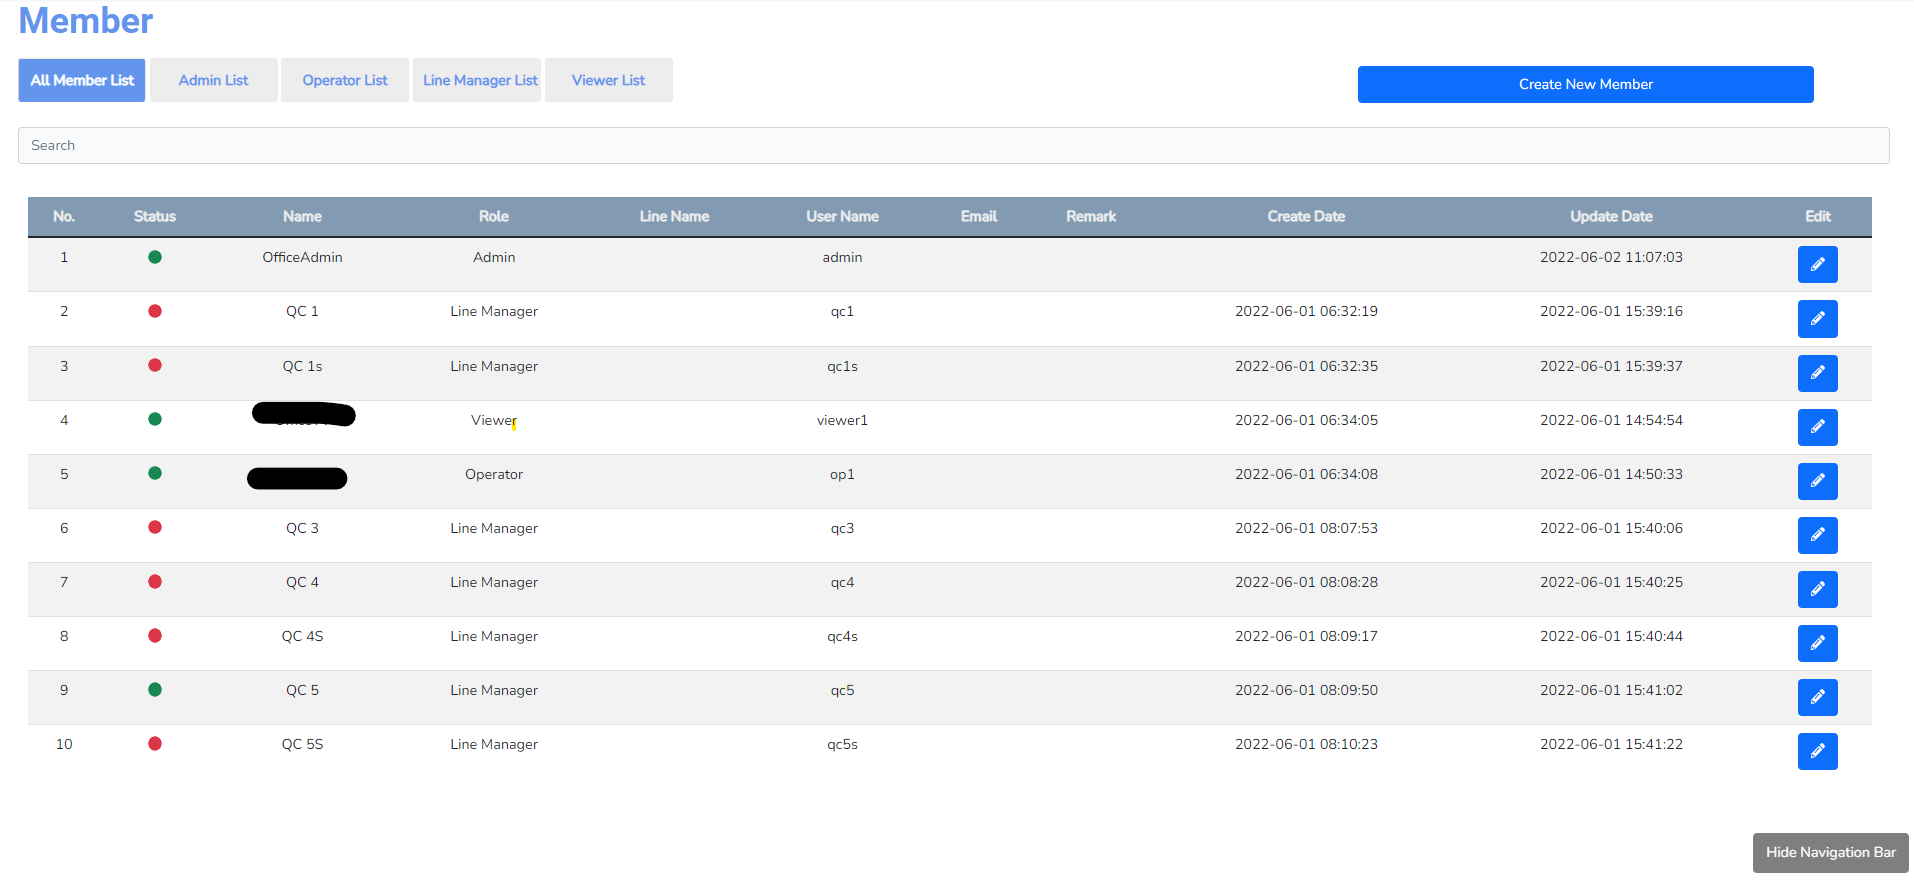 Member
All Member List Admin List Operator List Line Manager List Viewer List
Create New Member
Search
No. Status Name Role Line Name User Name Email Remark Create Date Update Date Edit
1 OfficeAdmin Admin admin 2022-06-02 11:07:03
2 QC 1 Line Manager qc1 2022-06-01 06:32:19 2022-06-01 15:39:16
3 QC 1s Line Manager qc1s 2022-06-01 06:32:35 2022-06-01 15:39:37
4 Viewer viewer1 2022-06-01 06:34:05 2022-06-01 14:54:54
5 Operator op1 2022-06-01 06:34:08 2022-06-01 14:50:33
6 QC 3 Line Manager qc3 2022-06-01 08:07:53 2022-06-01 15:40:06
7 QC 4 Line Manager qc4 2022-06-01 08:08:28 2022-06-01 15:40:25
8 QC 4S Line Manager qc4s 2022-06-01 08:09:17 2022-06-01 15:40:44
9 QC 5 Line Manager qc5 2022-06-01 08:09:50 2022-06-01 15:41:02
10 QC 5S Line Manager qc5s 2022-06-01 08:10:23 2022-06-01 15:41:22
Hide Navigation Bar